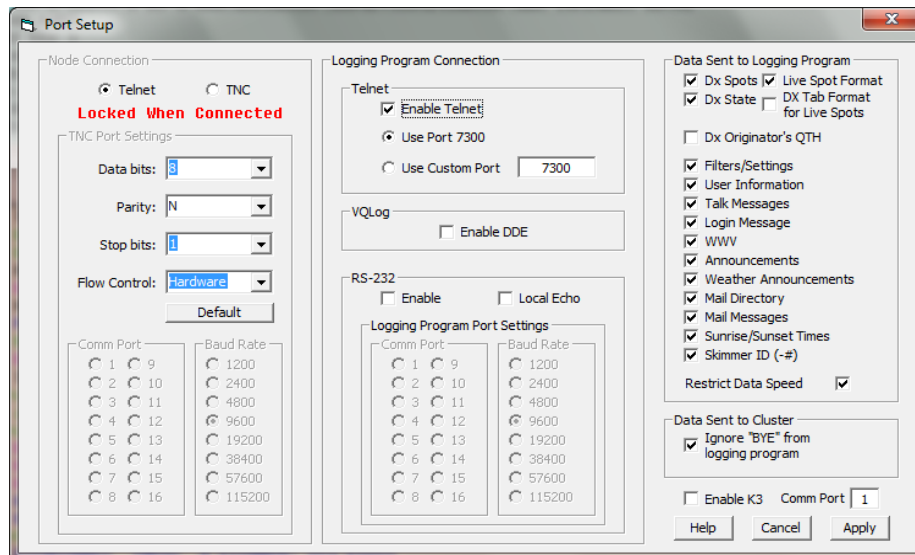 Port Setup
Node Connection
Telnet TNC
Locked When Connected
TNC Port Settings
Data bits: 8
Parity: N
Stop bits: 1
Flow Control: Hardware
Default
Comm Port Baud Rate
1 9 1200
2 10 2400
3 11 4800
4 12 9600
5 13 19200
6 14 38400
7 15 57600
8 16 115200
Logging Program Connection
Telnet
Enable Telnet
Use Port 7300
Use Custom Port 7300
VQLog
Enable DDE
RS-232
Enable Local Echo
Logging Program Port Settings
Comm Port Baud Rate
1 9 1200
2 10 2400
3 11 4800
4 12 9600
5 13 19200
6 14 38400
7 15 57600
8 16 115200
Data Sent to Logging Program
Dx Spots Live Spot Format
Dx State DX Tab Format
for Live Spots
Dx Originator's QTH
Filters/Settings
User Information
Talk Messages
Login Message
WWV
Announcements
Weather Announcements
Mail Directory
Mail Messages
Sunrise/Sunset Times
Skimmer ID (-#)
Restrict Data Speed
Data Sent to Cluster
Ignore "BYE" from
logging program
Enable K3 Comm Port 1
Help Cancel Apply